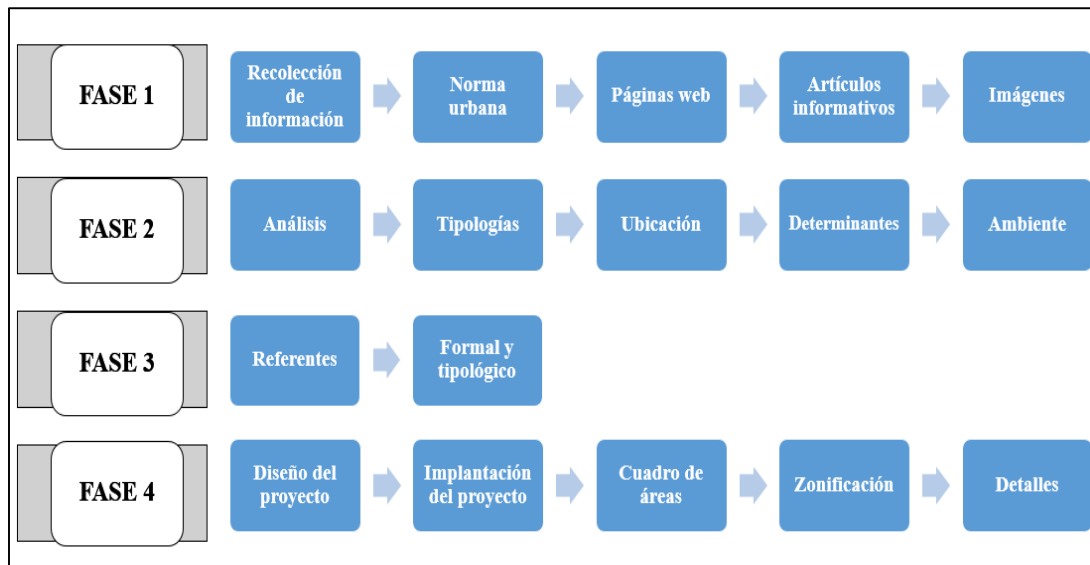 FASE 1
Recolección
de
información
Norma
urbana
Páginas web
Artículos
informativos
Imágenes
FASE 2
Análisis
Tipologías
Ubicación
Determinantes
Ambiente
FASE 3
Referentes
Formal y
tipológico
FASE 4
Diseño del
proyecto
Implantación
del proyecto
Cuadro de
áreas
Zonificación
Detalles